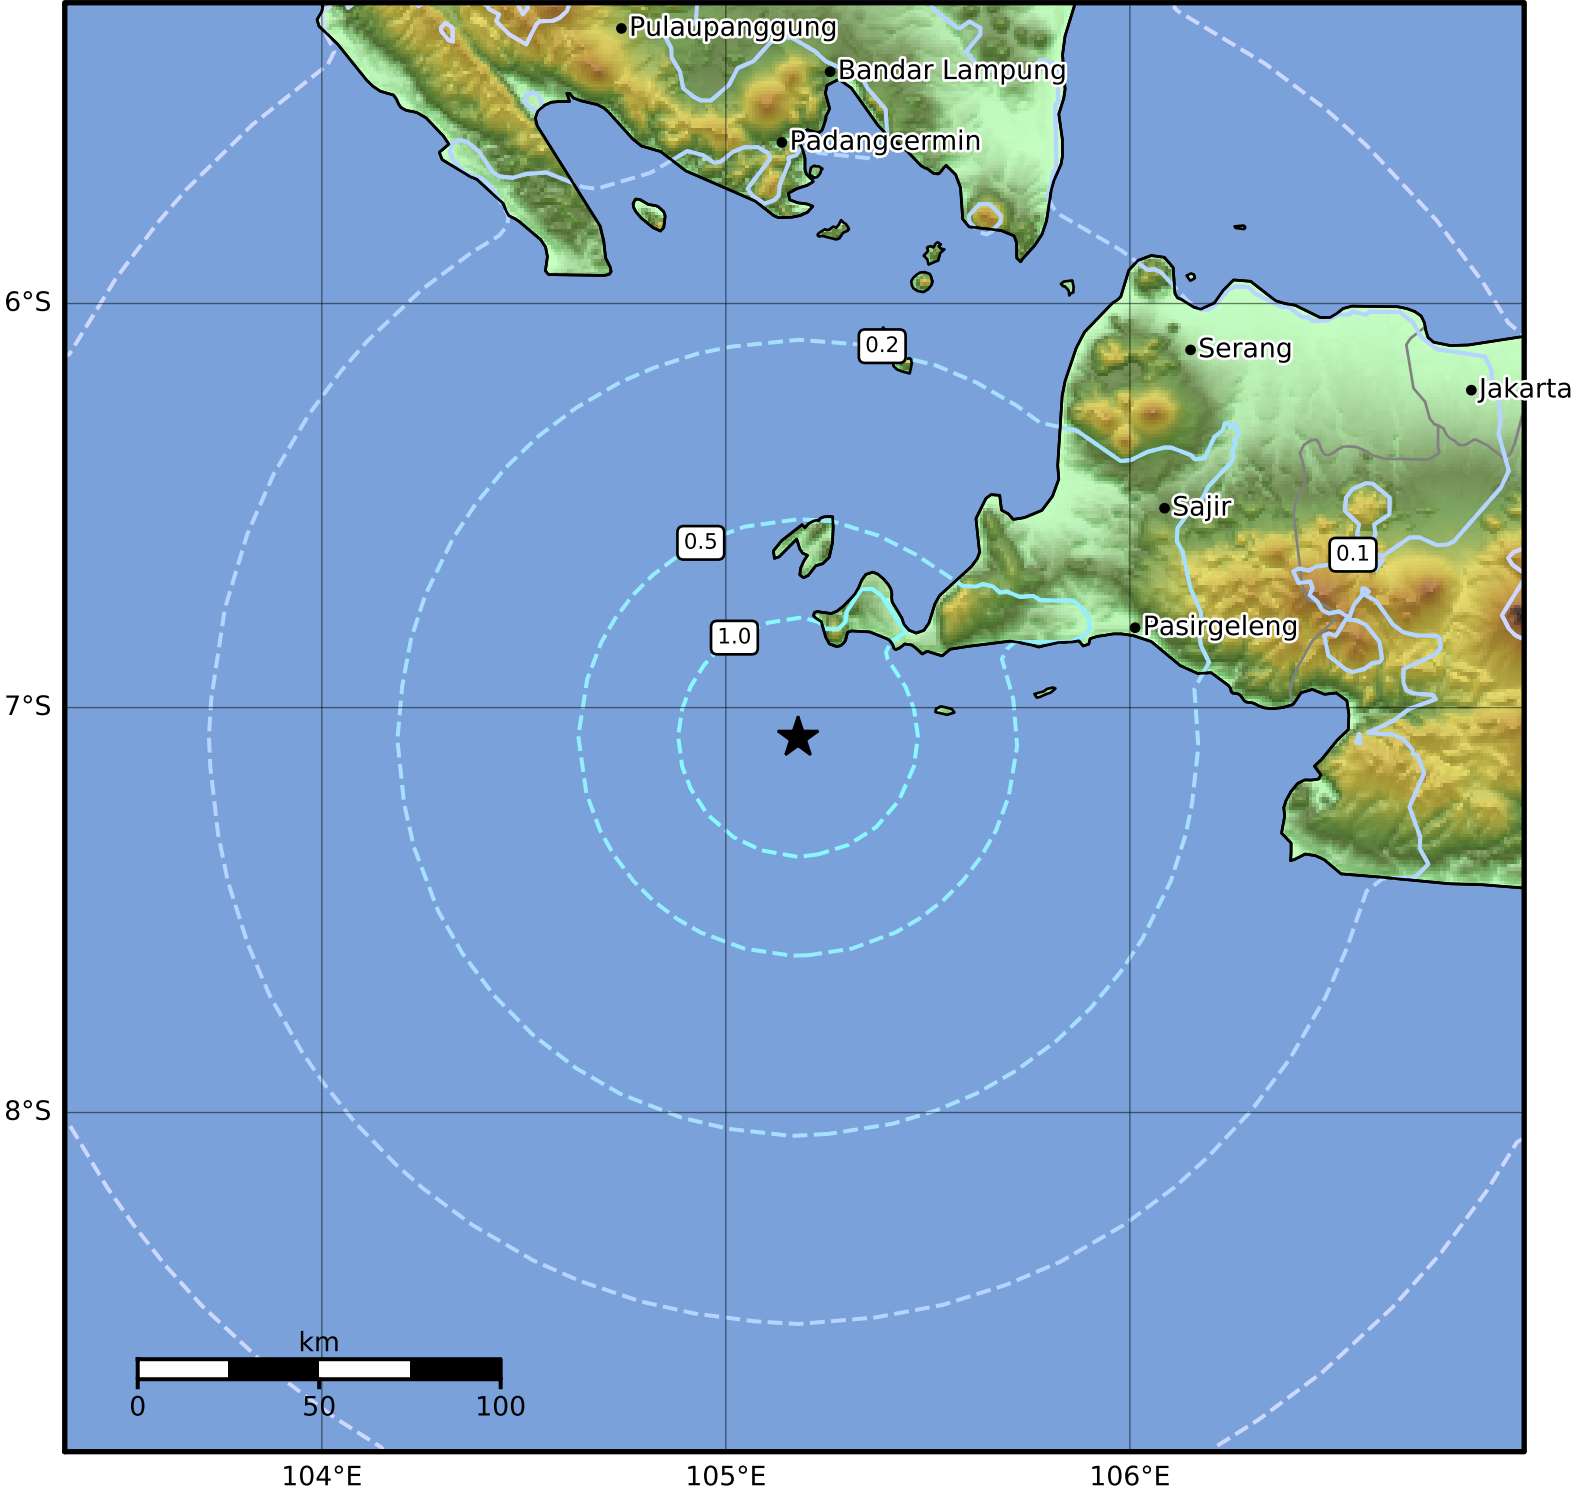 Pulaupanggung
Bandar Lampung
Padangcermin
6°S
0.2
Serang
Jakarta
Sajir
0.5
0.1
1.0
Pasirgeleng
7°S
8°S
km
0
50
100
104°E
105°E
106°E